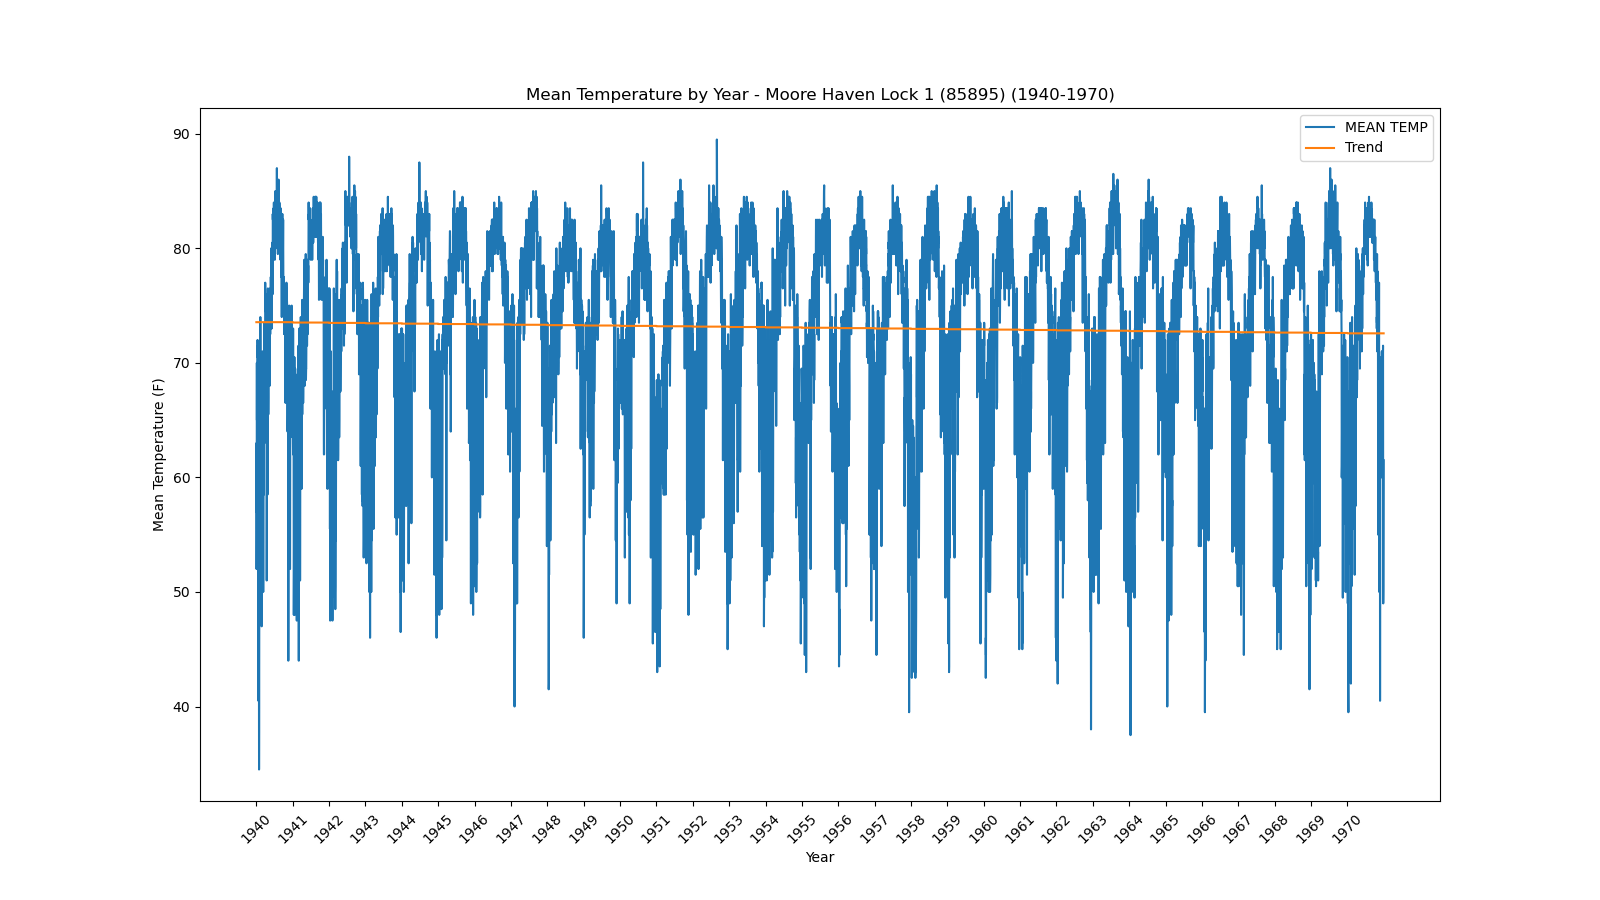 Mean Temperature by Year - Moore Haven Lock 1 (85895) (1940-1970)
MEAN TEMP
Trend
Mean Temperature (F)
90
80
70
60
50
40
1940 1941 1942 1943 1944 1945 1946 1947 1948 1949 1950 1951 1952 1953 1954 1955 1956 1957 1958 1959 1960 1961 1962 1963 1964 1965 1966 1967 1968 1969 1970
Year